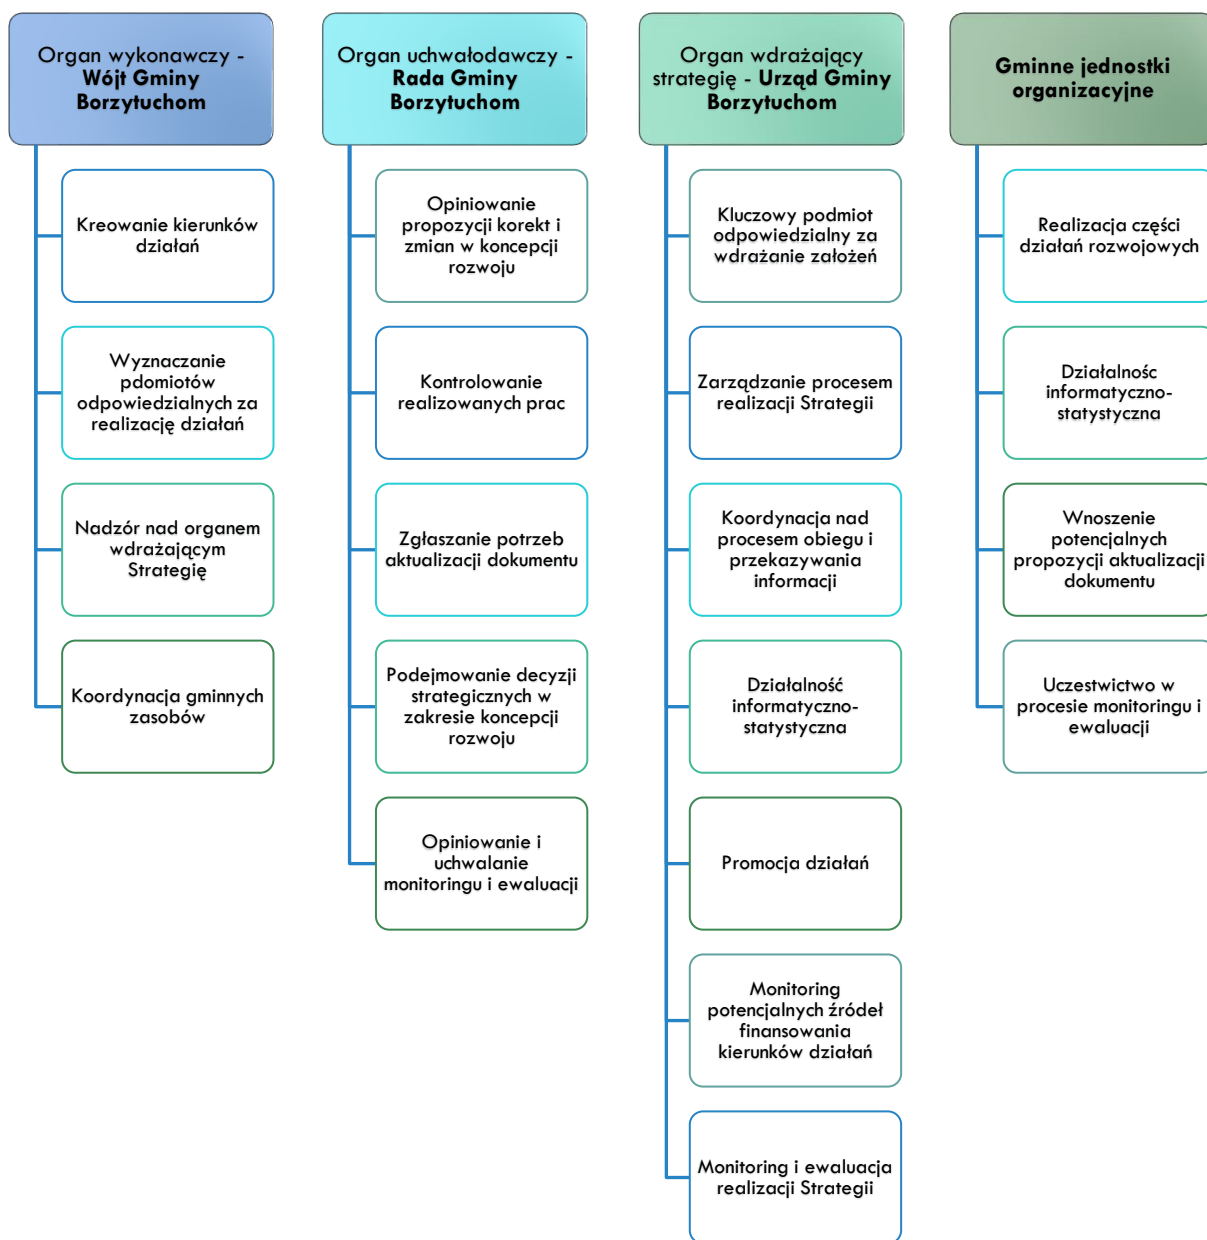 Organ wykonawczy -
Wójt Gminy
Borzytuchom
Kreowanie kierunków
działań
Wyznaczanie
pdomiotów
odpowiedzialnych za
realizację działań
Nadzór nad organem
wdrażającym
Strategię
Koordynacja gminnych
zasobów
Organ uchwałodawczy -
Rada Gminy
Borzytuchom
Opiniowanie
propozycji korekt i
zmian w koncepcji
rozwoju
Kontrolowanie
realizowanych prac
Zgłaszanie potrzeb
aktualizacji dokumentu
Podejmowanie decyzji
strategicznych w
zakresie koncepcji
rozwoju
Opiniowanie i
uchwalanie
monitoringu i ewaluacji
Organ wdrażający
strategię - Urząd Gminy
Borzytuchom
Kluczowy podmiot
odpowiedzialny za
wdrażanie założeń
Zarządzanie procesem
realizacji Strategii
Koordynacja nad
procesem obiegu i
przekazywania
informacji
Działalność
informatyczno-
statystyczna
Promocja działań
Monitoring
potencjalnych źródeł
finansowania
kierunków działań
Monitoring i ewaluacja
realizacji Strategii
Gminne jednostki
organizacyjne
Realizacja części
działań rozwojowych
Działalnośc
informatyczno-
statystyczna
Wnoszenie
potencjalnych
propozycji aktualizacji
dokumentu
Uczestwictwo w
procesie monitoringu i
ewaluacji